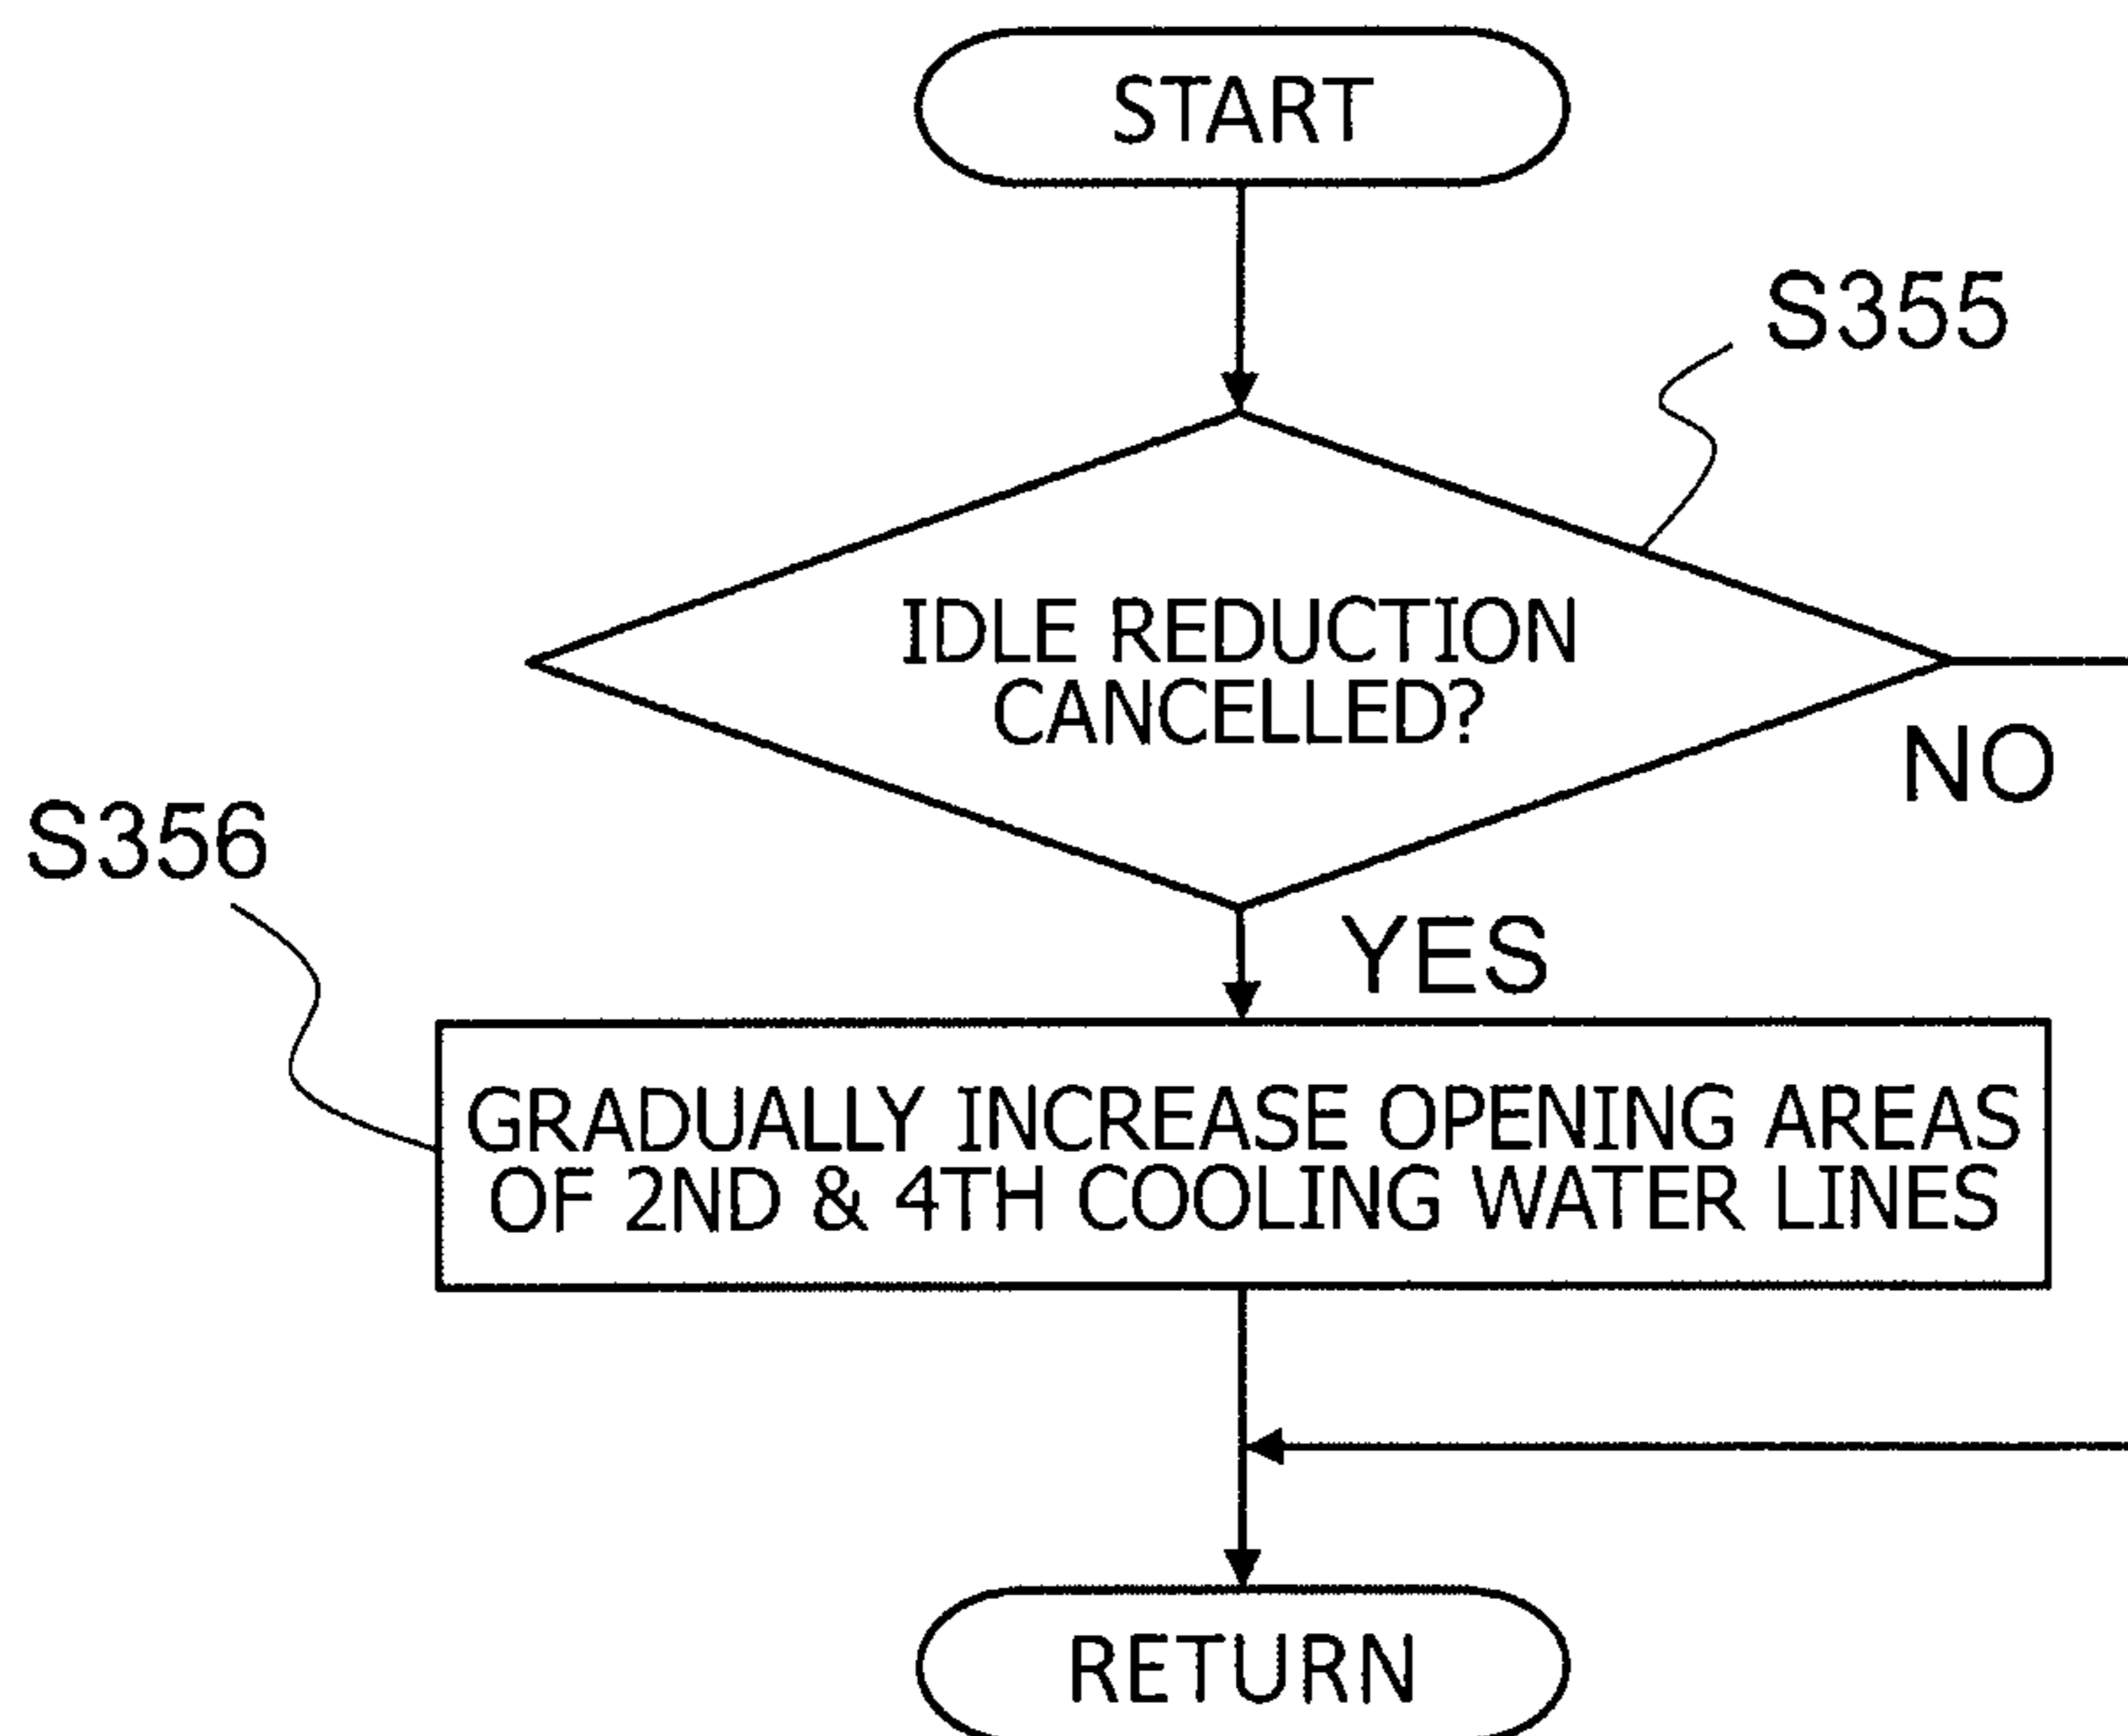 START
S355
IDLE REDUCTION
CANCELLED?
NO
S356
YES
GRADUALLY INCREASE OPENING AREAS
OF 2ND & 4TH COOLING WATER LINES
RETURN